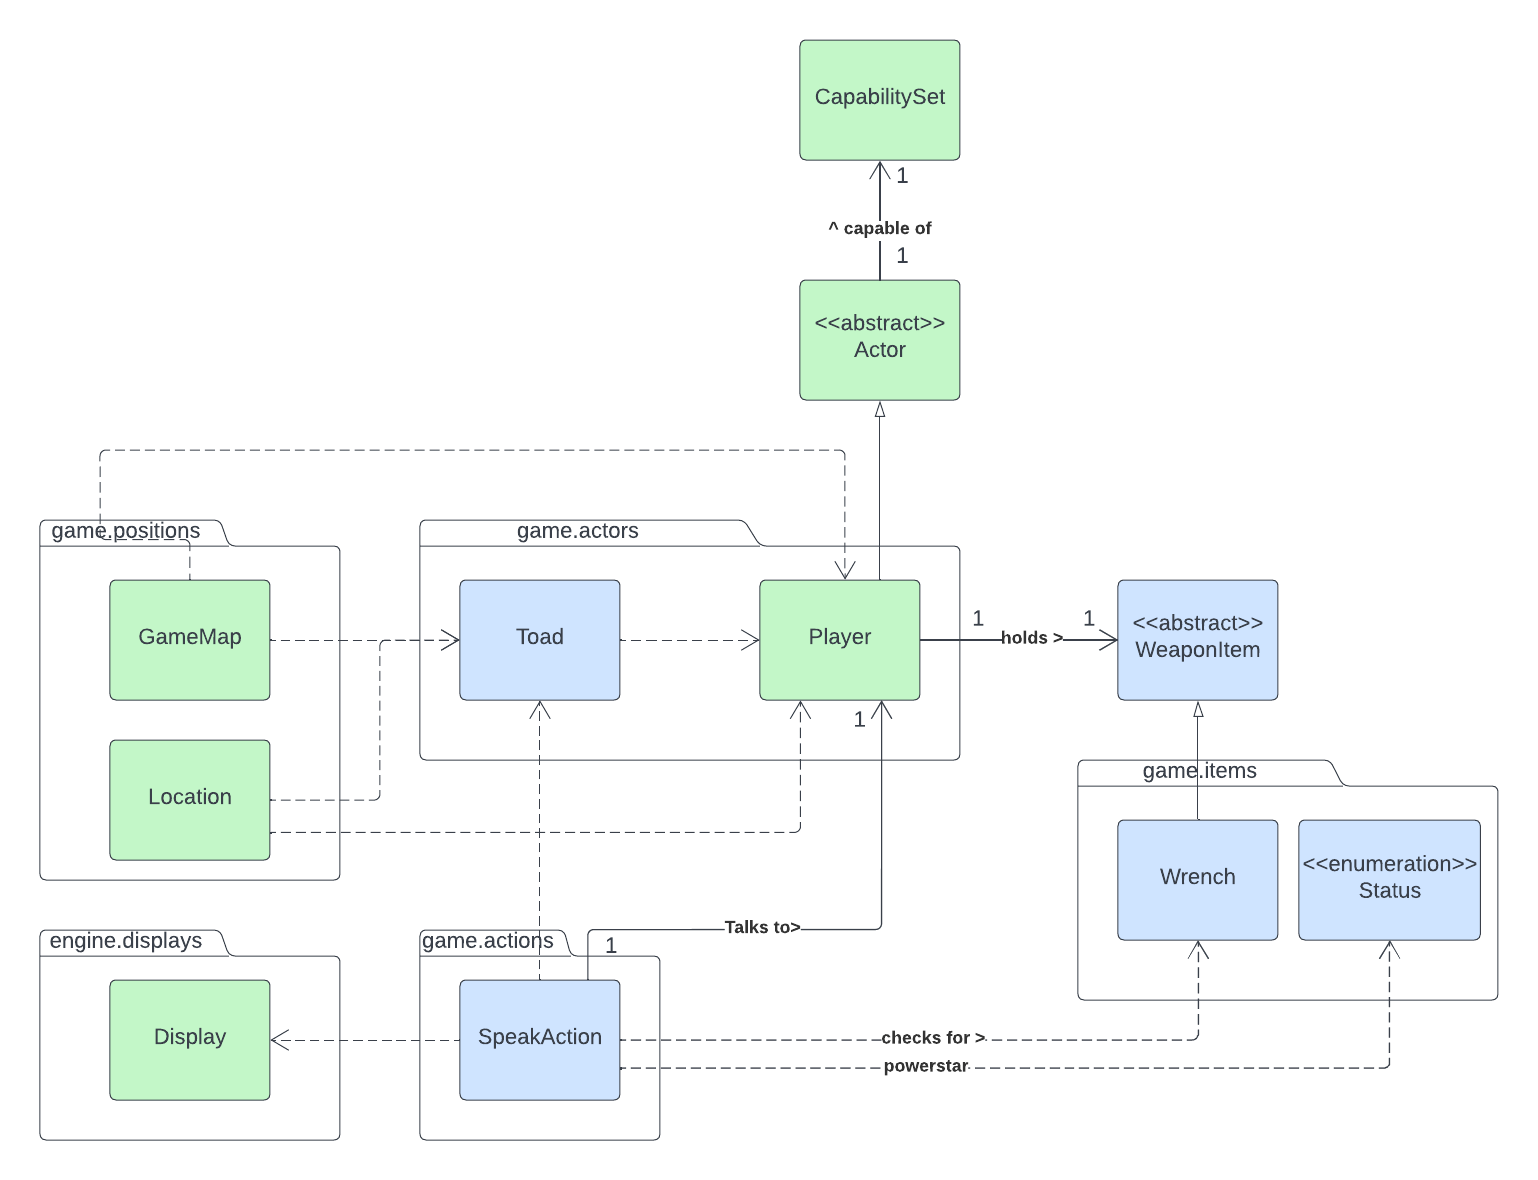 CapabilitySet
1
^ capable of
1
<<abstract>>
Actor
game.positions
game.actors
GameMap
Toad
Player
1
holds >
1
<<abstract>>
WeaponItem
1
Location
game.items
Wrench
<<enumeration>>
Status
engine.displays
game.actions
1
Talks to>
Display
SpeakAction
checks for >
powerstar